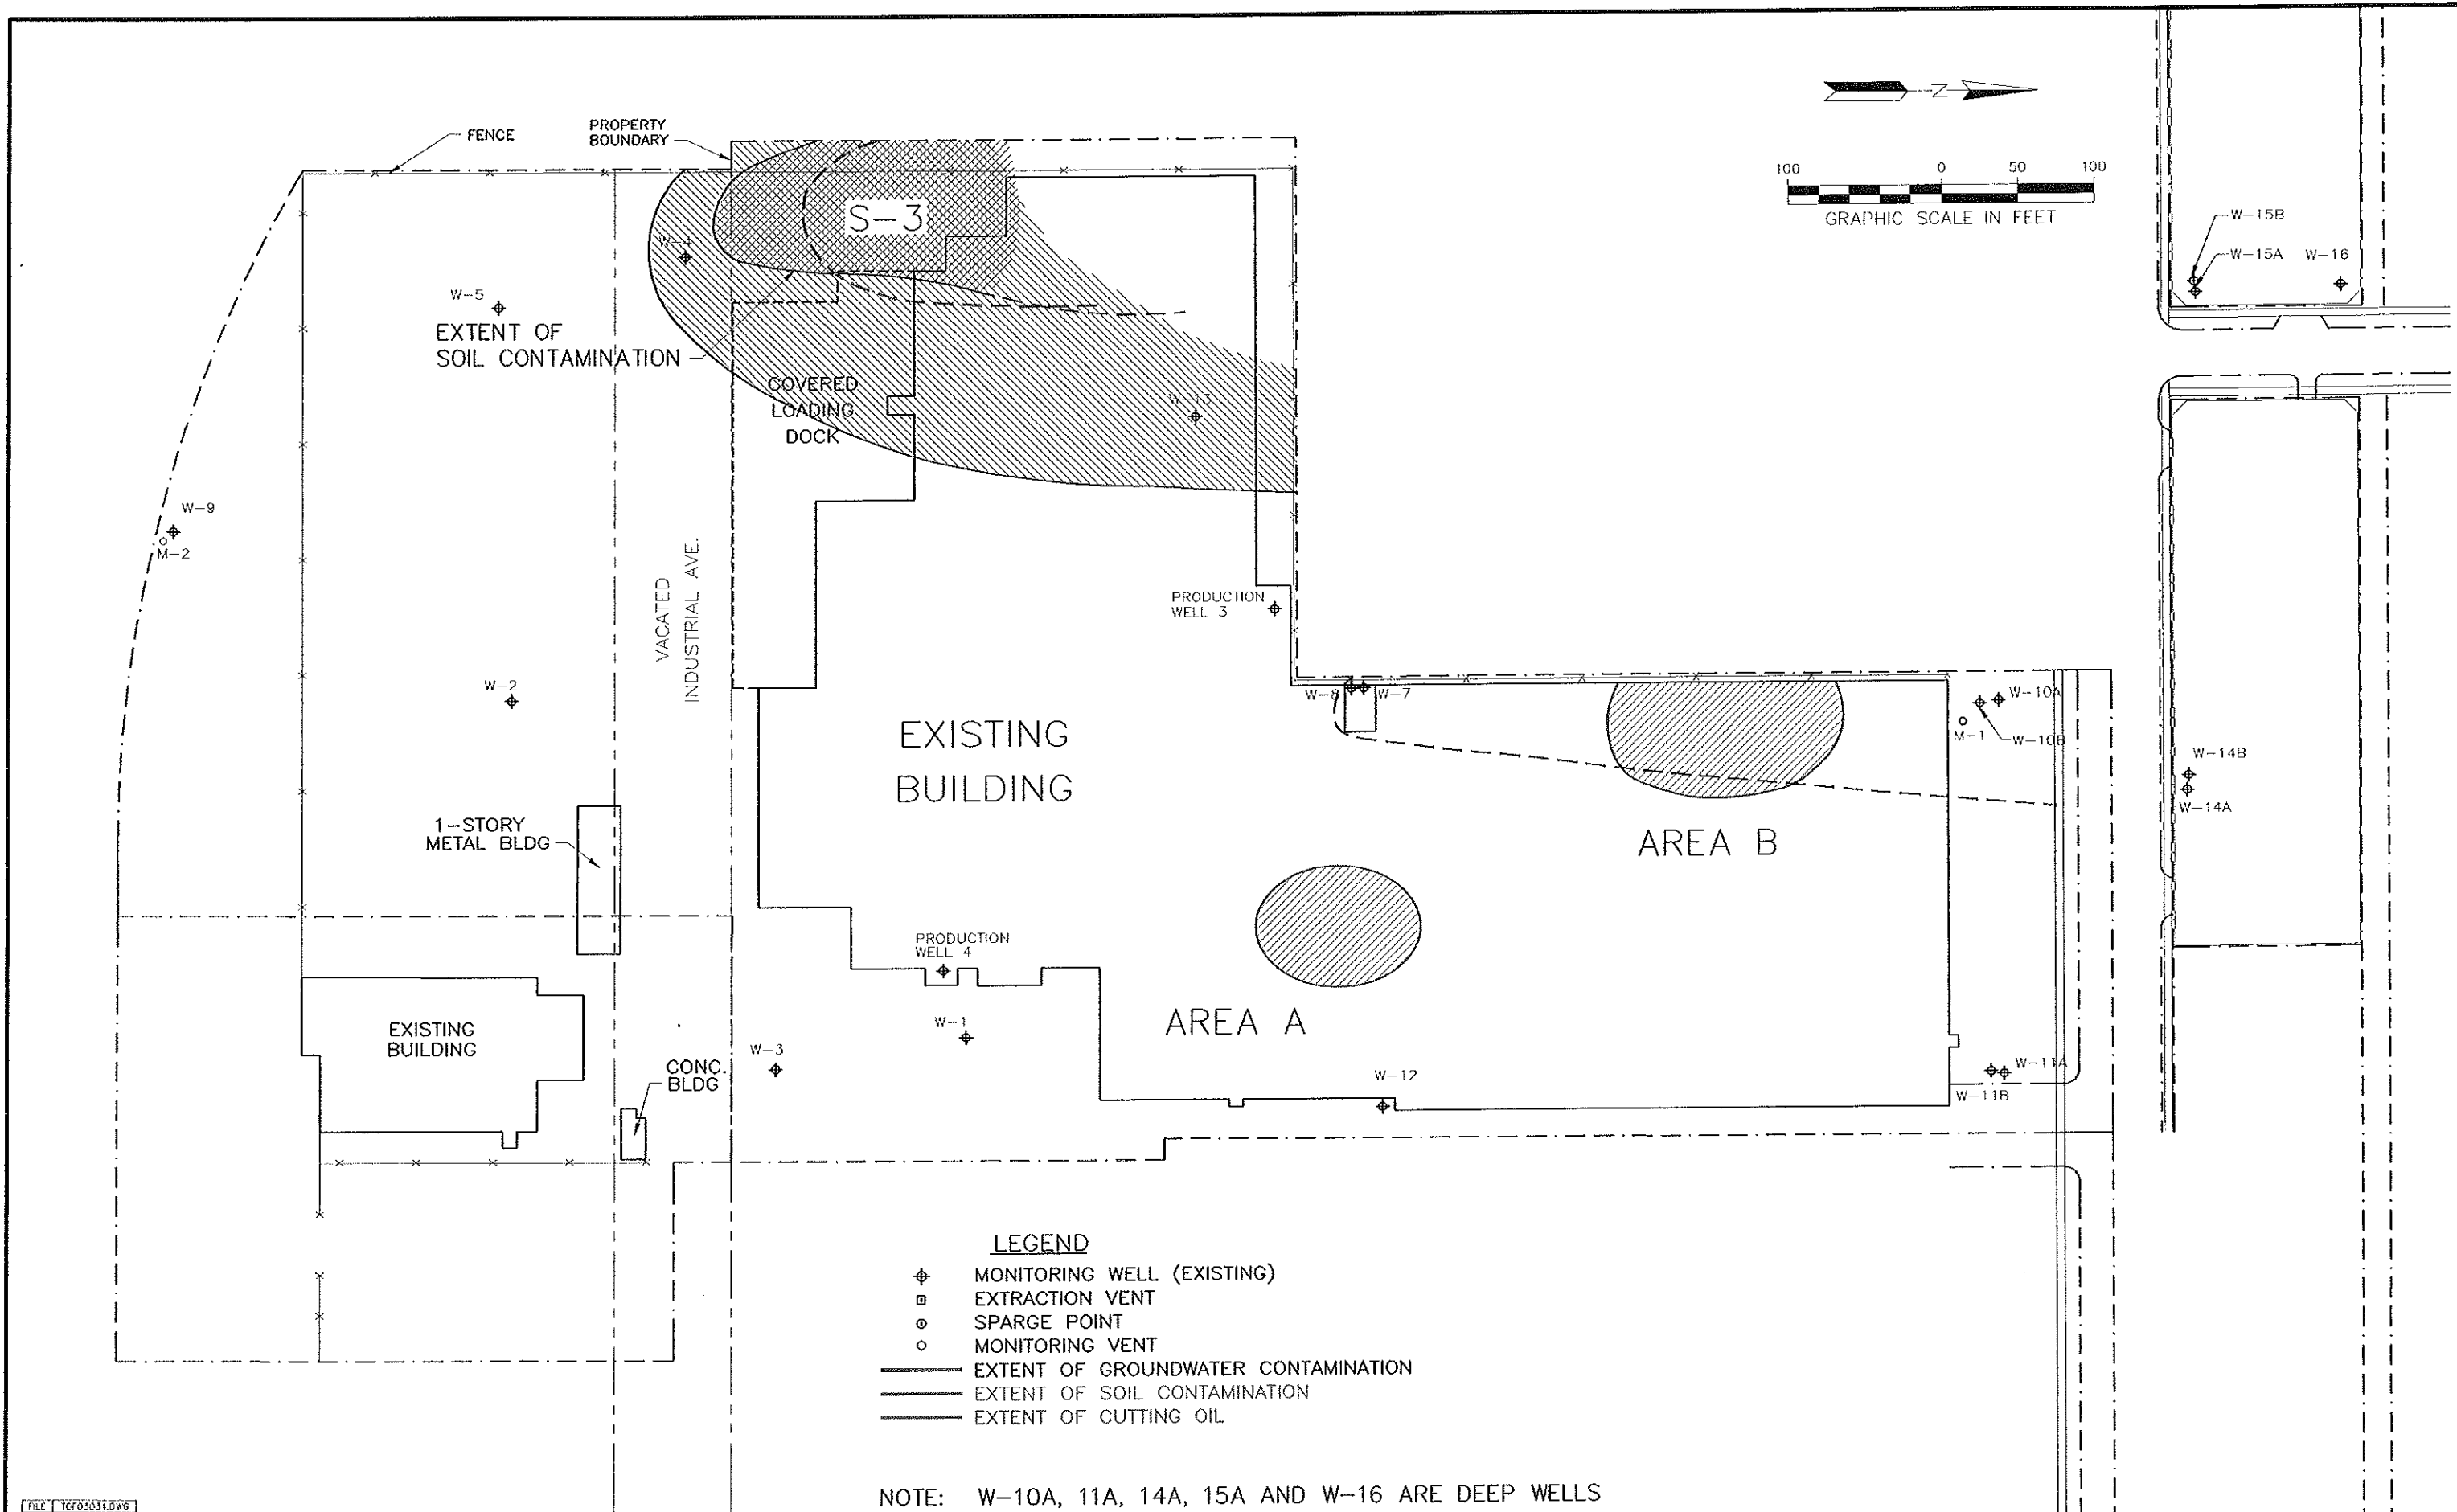 FENCE
PROPERTY
BOUNDARY
Z
100 0 50 100
GRAPHIC SCALE IN FEET
S-3
W-4
W-5
EXTENT OF
SOIL CONTAMINATION
COVERED
LOADING
DOCK
W-13
W-15B
W-15A
W-16
W-9
M-2
VACATED
INDUSTRIAL AVE.
PRODUCTION
WELL 3
W-2
W-8
W-7
W-10A
M-1
W-10B
EXISTING
BUILDING
W-14B
W-14A
1-STORY
METAL BLDG
AREA B
PRODUCTION
WELL 4
W-1
AREA A
EXISTING
BUILDING
W-3
CONC.
BLDG
W-12
W-11A
W-11B
LEGEND
MONITORING WELL (EXISTING)
EXTRACTION VENT
SPARGE POINT
MONITORING VENT
EXTENT OF GROUNDWATER CONTAMINATION
EXTENT OF SOIL CONTAMINATION
EXTENT OF CUTTING OIL
NOTE: W-10A, 11A, 14A, 15A AND W-16 ARE DEEP WELLS
FILE